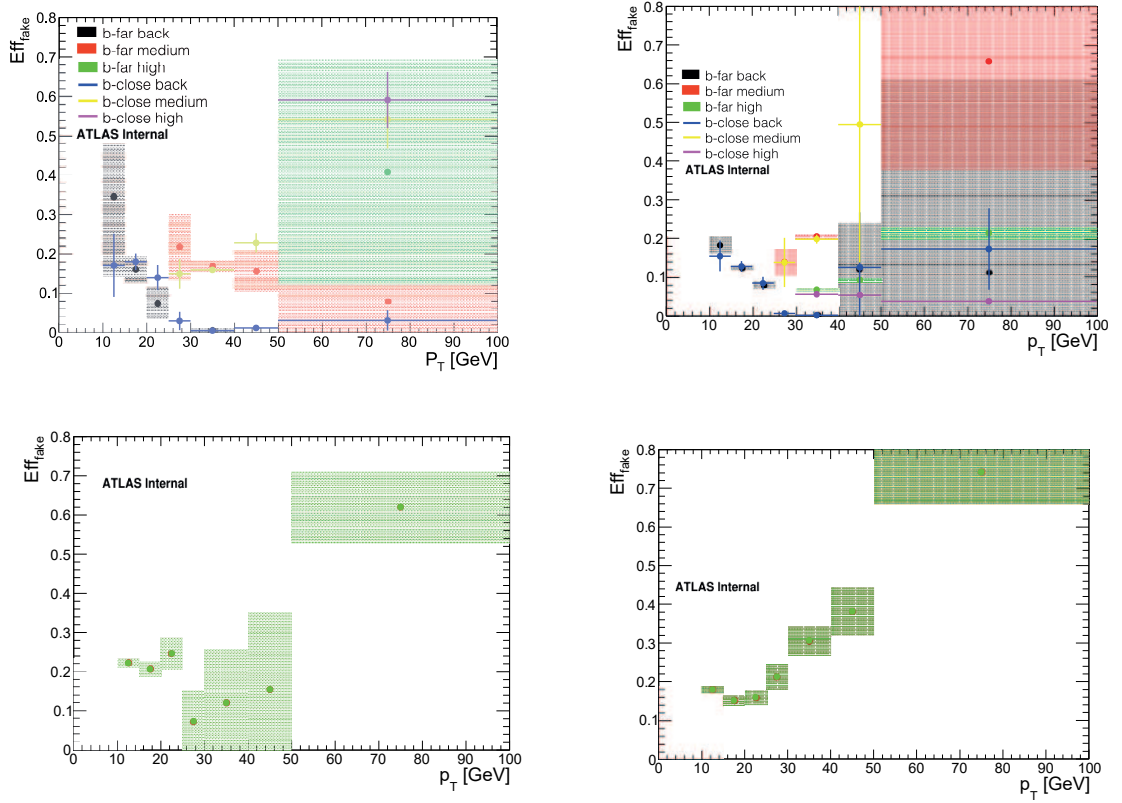 Eff_fake
0.8
0.7
0.6
0.5
0.4
0.3
0.2
0.1
0
b-far back
b-far medium
b-far high
b-close back
b-close medium
b-close high
ATLAS Internal
0 10 20 30 40 50 60 70 80 90 100
P_T [GeV]
Eff_fake
0.8
0.7
0.6
0.5
0.4
0.3
0.2
0.1
0
b-far back
b-far medium
b-far high
b-close back
b-close medium
b-close high
ATLAS Internal
0 10 20 30 40 50 60 70 80 90 100
p_T [GeV]
Eff_fake
0.8
0.7
0.6
0.5
0.4
0.3
0.2
0.1
0
ATLAS Internal
0 10 20 30 40 50 60 70 80 90 100
p_T [GeV]
Eff_fake
0.8
0.7
0.6
0.5
0.4
0.3
0.2
0.1
0
ATLAS Internal
0 10 20 30 40 50 60 70 80 90 100
p_T [GeV]